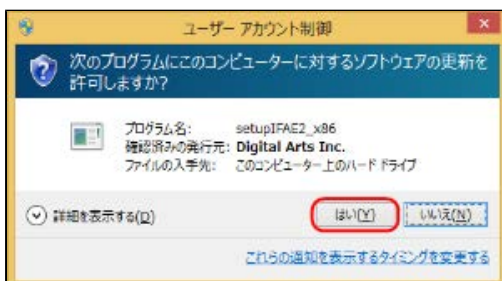 ユーザー アカウント制御
次のプログラムにこのコンピューターに対するソフトウェアの更新を
許可しますか?
プログラム名: setupIFAE2_x86
確認済みの発行元: Digital Arts Inc.
ファイルの入手先: このコンピューター上のハード ドライブ
詳細を表示する(D) はい(Y) いいえ(N)
これらの通知を表示するタイミングを変更する